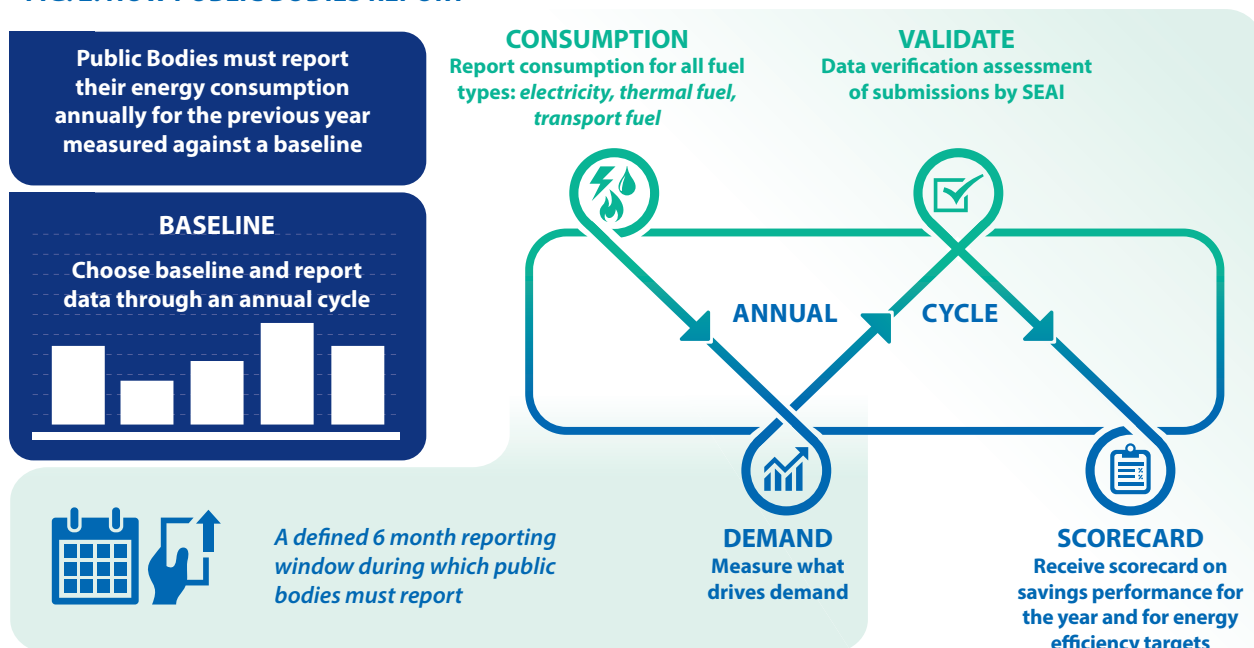 Public Bodies must report
their energy consumption
annually for the previous year
measured against a baseline
BASELINE
Choose baseline and report
data through an annual cycle
CONSUMPTION
Report consumption for all fuel
types: electricity, thermal fuel,
transport fuel
VALIDATE
Data verification assessment
of submissions by SEAI
ANNUAL CYCLE
A defined 6 month reporting
window during which public
bodies must report
DEMAND
Measure what
drives demand
SCORECARD
Receive scorecard on
savings performance for
the year and for energy
efficiency targets